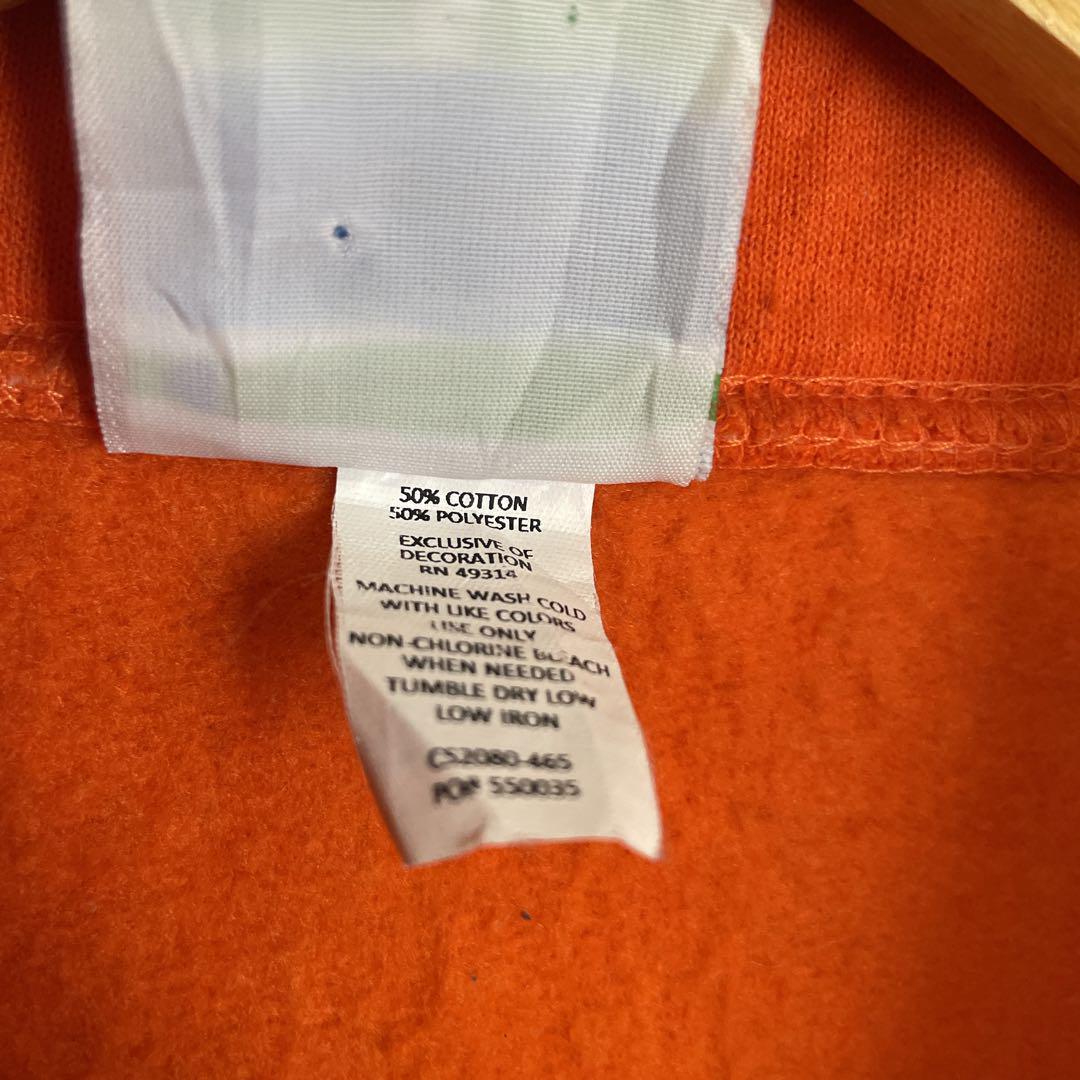 50% COTTON
50% POLYESTER
EXCLUSIVE OF
DECORATION
RN 49314
MACHINE WASH COLD
WITH LIKE COLORS
USE ONLY
NON-CHLORINE BLEACH
WHEN NEEDED
TUMBLE DRY LOW
LOW IRON
CS2080-465
PO# 550035